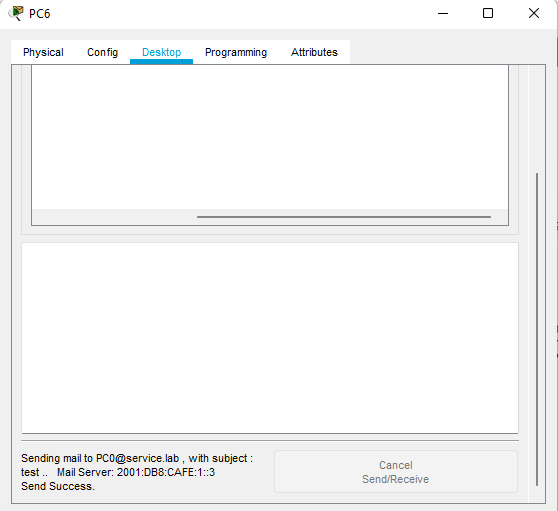 PC6
Physical Config Desktop Programming Attributes
Sending mail to PC0@service.lab , with subject :
test .. Mail Server: 2001:DB8:CAFE:1::3
Send Success.
Cancel
Send/Receive